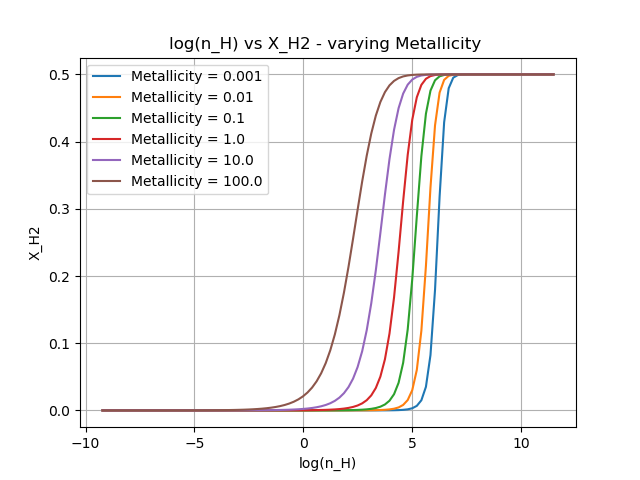 log(n_H) vs X_H2 - varying Metallicity
Metallicity = 0.001
Metallicity = 0.01
Metallicity = 0.1
Metallicity = 1.0
Metallicity = 10.0
Metallicity = 100.0
0.5
0.4
0.3
0.2
0.1
0.0
X_H2
−10
−5
0
5
10
log(n_H)